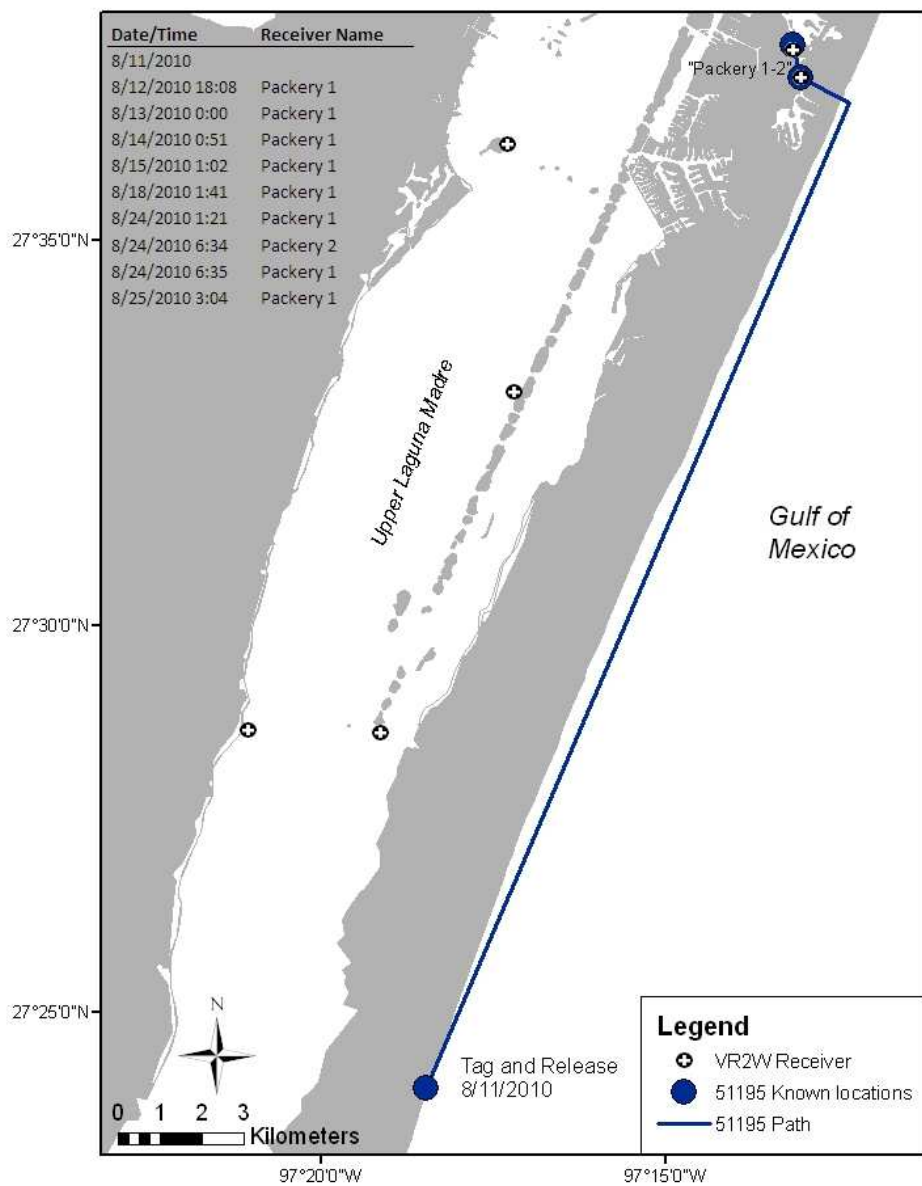 Date/Time Receiver Name
8/11/2010
8/12/2010 18:08 Packery 1
8/13/2010 0:00 Packery 1
8/14/2010 0:51 Packery 1
8/15/2010 1:02 Packery 1
8/18/2010 1:41 Packery 1
8/24/2010 1:21 Packery 1
8/24/2010 6:34 Packery 2
8/24/2010 6:35 Packery 1
8/25/2010 3:04 Packery 1
"Packery 1-2"
27°35'0"N
Upper Laguna Madre
Gulf of
Mexico
27°30'0"N
27°25'0"N
N
0 1 2 3
Kilometers
Tag and Release
8/11/2010
Legend
VR2W Receiver
51195 Known locations
51195 Path
97°20'0"W 97°15'0"W